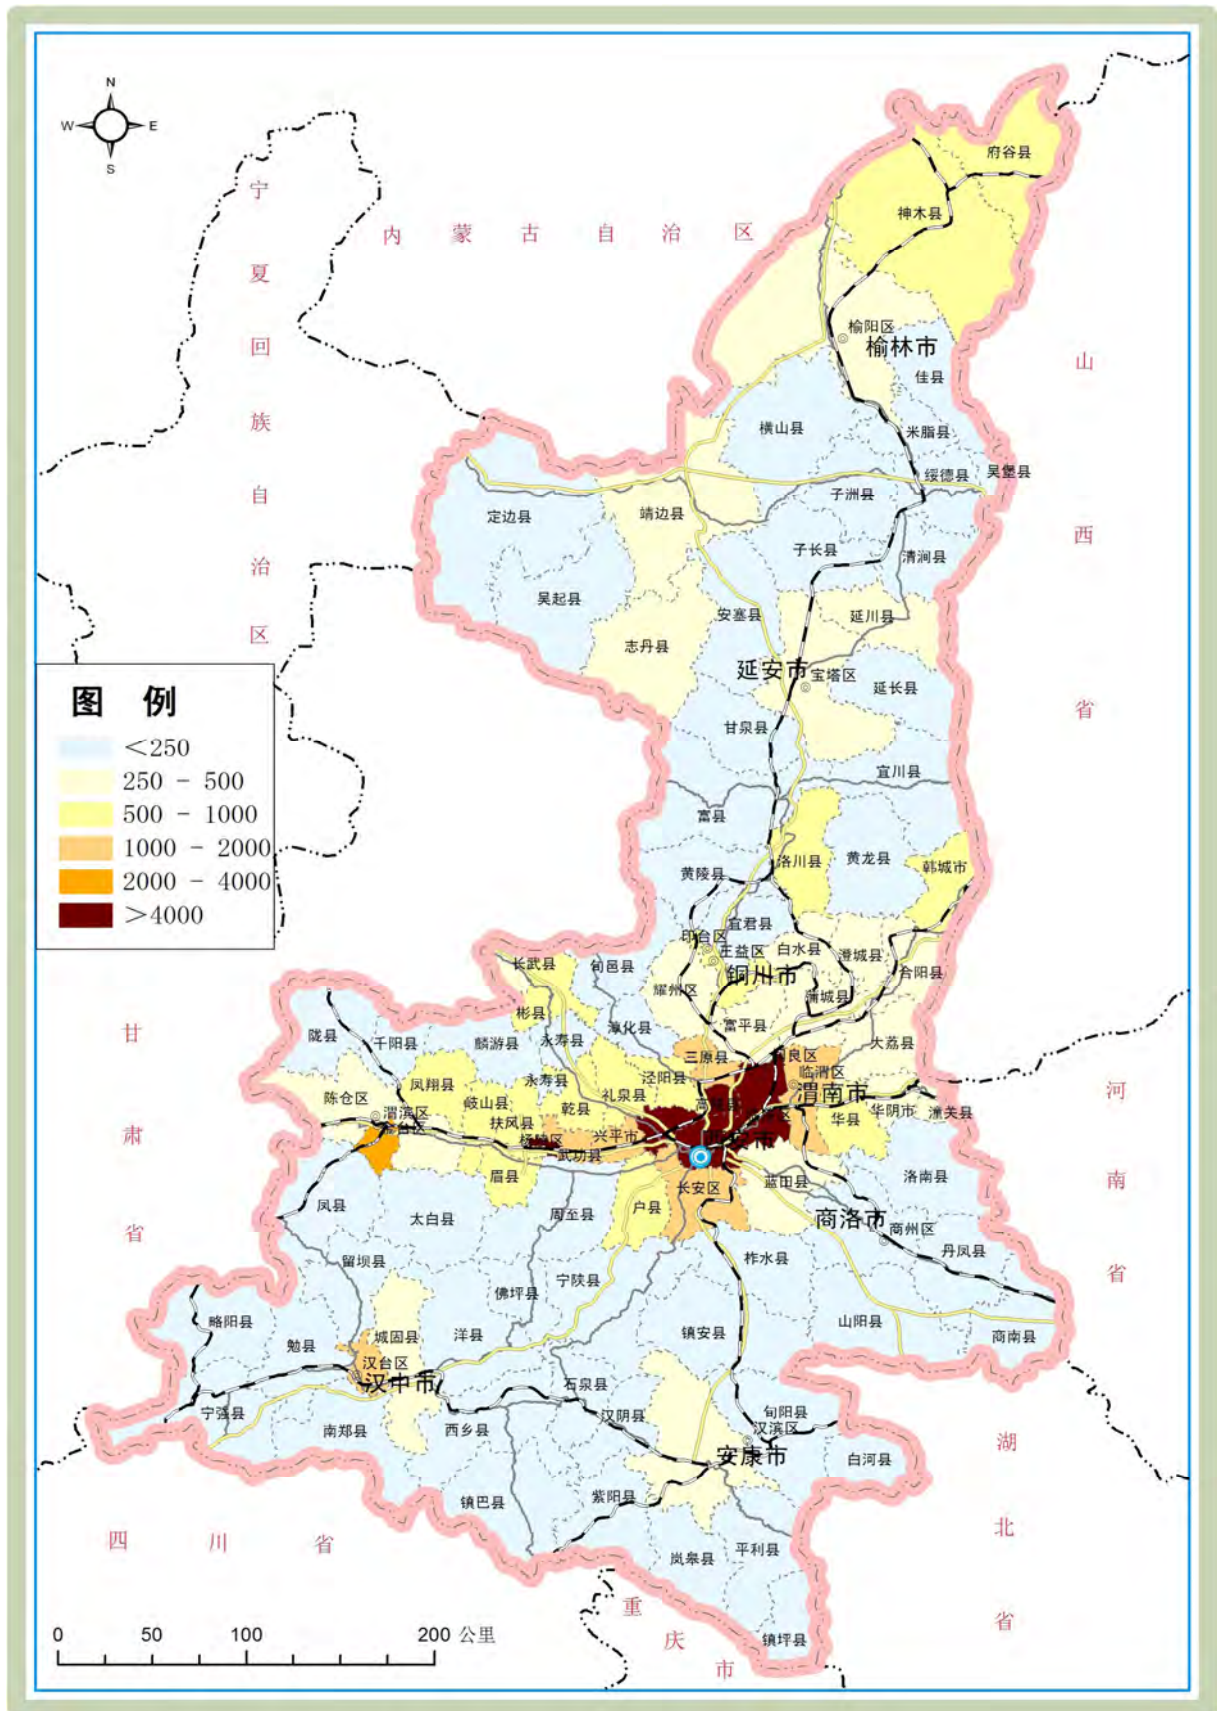 N
W
E
S
宁夏回族自治区
内蒙古自治区
山西省
府谷县
神木县
榆阳区
榆林市
佳县
横山县
米脂县
绥德县
吴堡县
子洲县
定边县
靖边县
子长县
清涧县
吴起县
安塞县
延川县
志丹县
延安市
宝塔区
延长县
甘泉县
宜川县
图 例
<250
250 - 500
500 - 1000
1000 - 2000
2000 - 4000
>4000
富县
洛川县
黄龙县
韩城市
黄陵县
宜君县
印台区
王益区
白水县
澄城县
合阳县
铜川市
长武县
旬邑县
耀州区
蒲城县
彬县
淳化县
富平县
大荔县
陇县
千阳县
麟游县
永寿县
三原县
良区
临渭区
渭南市
凤翔县
永寿县
泾阳县
礼泉县
陈仓区
岐山县
乾县
华县
华阴市
潼关县
渭滨区
扶风县
兴平市
武功县
西安市
眉县
长安区
蓝田县
洛南县
凤县
太白县
周至县
户县
商洛市
商州区
丹凤县
甘肃省
河南省
留坝县
佛坪县
宁陕县
柞水县
略阳县
勉县
城固县
洋县
镇安县
山阳县
商南县
汉台区
汉中市
石泉县
宁强县
南郑县
西乡县
汉阴县
旬阳县
汉滨区
安康市
白河县
镇巴县
紫阳县
岚皋县
平利县
镇坪县
四川省
重庆市
湖北省
0 50 100 200 公里